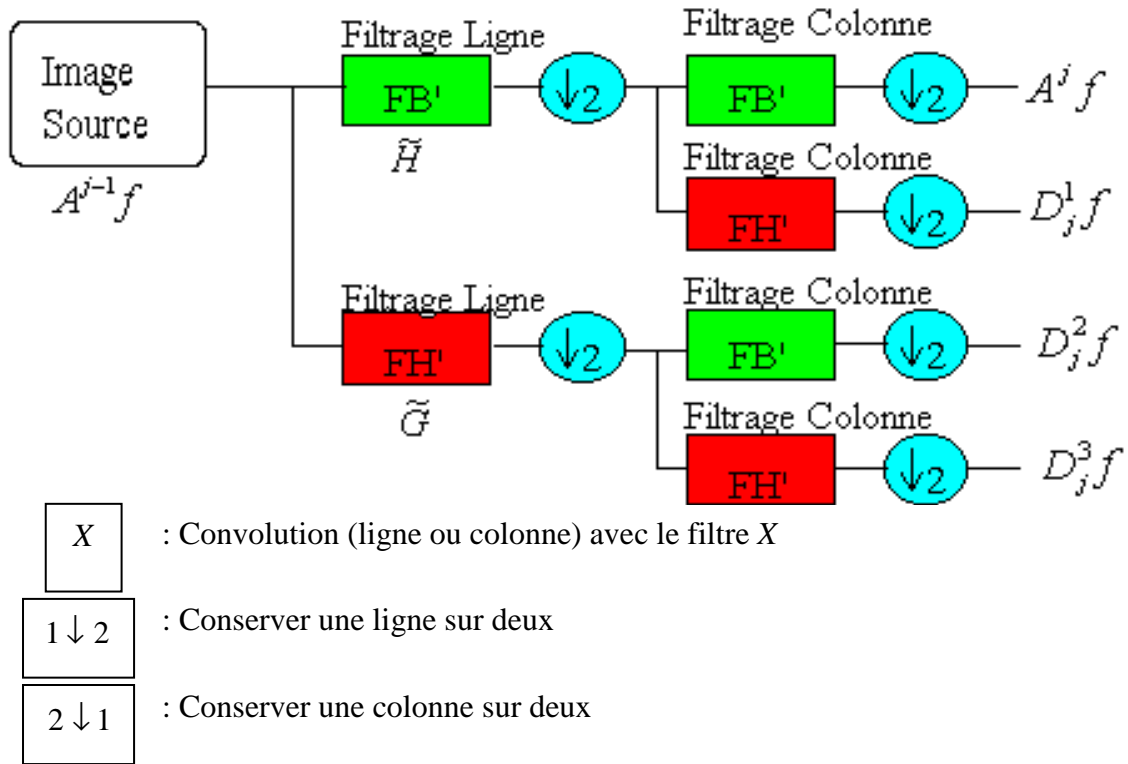 Image
Source
A^{j-1} f
Filtrage Ligne
FB'
H̃
↓2
Filtrage Colonne
FB'
↓2
A^j f
Filtrage Colonne
FH'
↓2
D_j^1 f
Filtrage Ligne
FH'
G̃
↓2
Filtrage Colonne
FB'
↓2
D_j^2 f
Filtrage Colonne
FH'
↓2
D_j^3 f
X : Convolution (ligne ou colonne) avec le filtre X
1 ↓ 2 : Conserver une ligne sur deux
2 ↓ 1 : Conserver une colonne sur deux